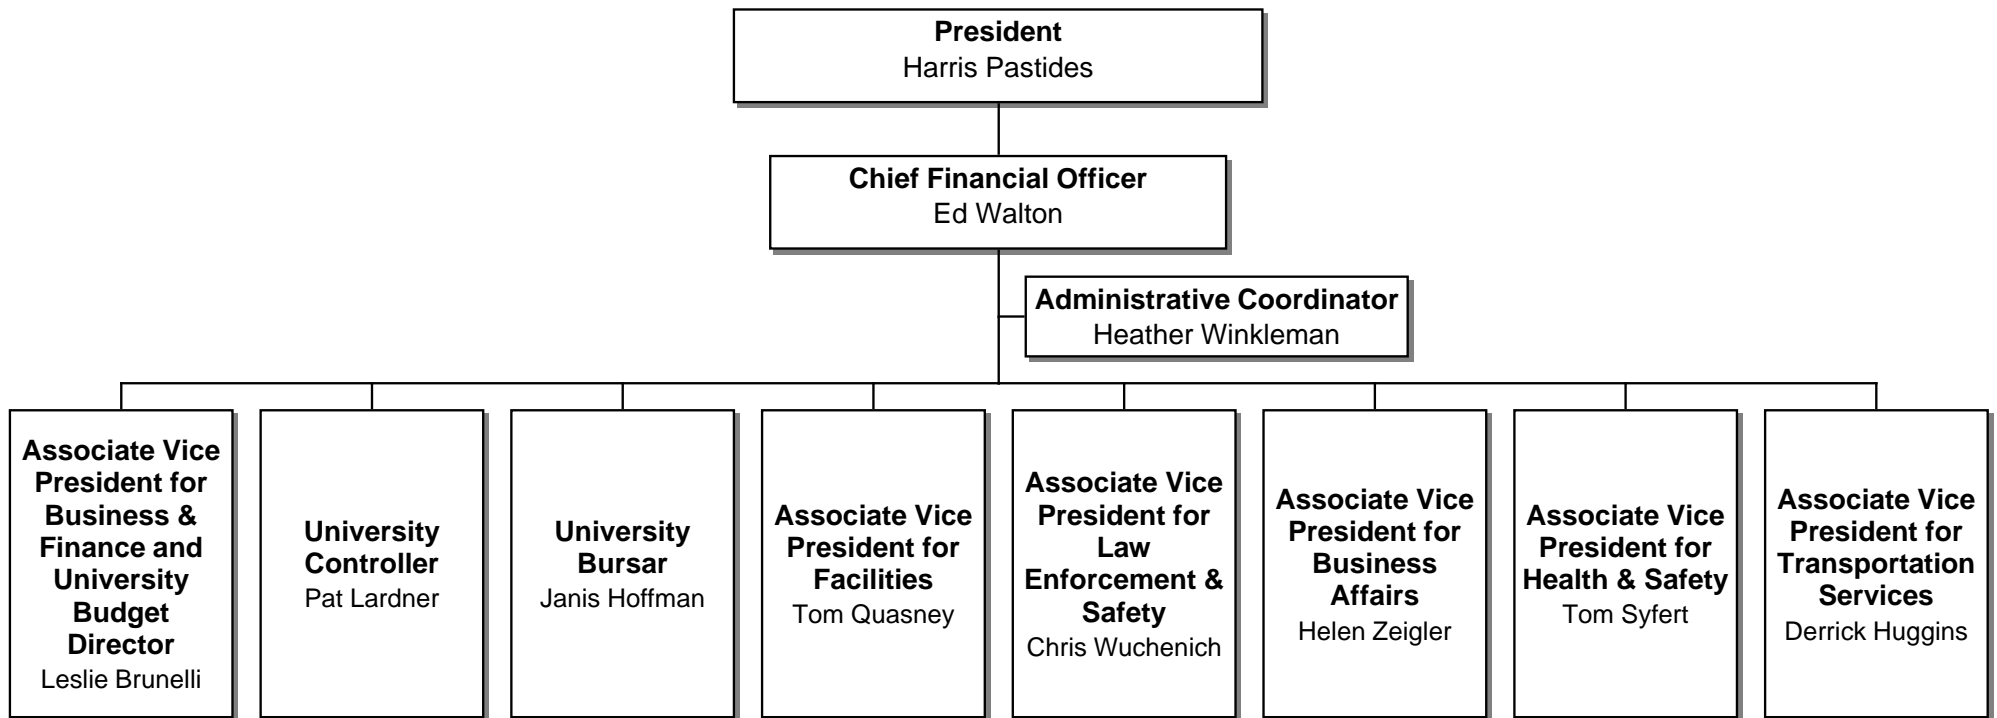 President
Harris Pastides
Chief Financial Officer
Ed Walton
Administrative Coordinator
Heather Winkleman
Associate Vice
President for
Business &
Finance and
University
Budget
Director
Leslie Brunelli
University
Controller
Pat Lardner
University
Bursar
Janis Hoffman
Associate Vice
President for
Facilities
Tom Quasney
Associate Vice
President for
Law
Enforcement &
Safety
Chris Wuchenich
Associate Vice
President for
Business
Affairs
Helen Zeigler
Associate Vice
President for
Health & Safety
Tom Syfert
Associate Vice
President for
Transportation
Services
Derrick Huggins